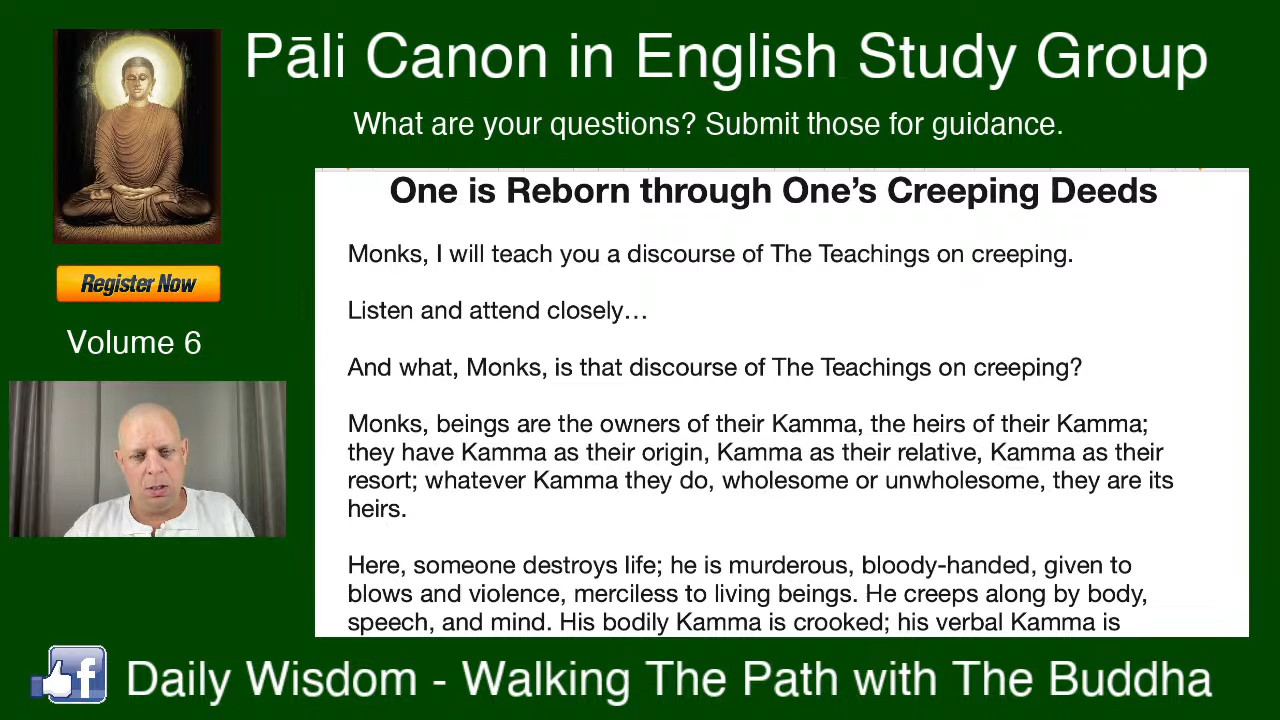 Pāli Canon in English Study Group
What are your questions? Submit those for guidance.
Register Now
Volume 6
One is Reborn through One’s Creeping Deeds
Monks, I will teach you a discourse of The Teachings on creeping.
Listen and attend closely…
And what, Monks, is that discourse of The Teachings on creeping?
Monks, beings are the owners of their Kamma, the heirs of their Kamma;
they have Kamma as their origin, Kamma as their relative, Kamma as their
resort; whatever Kamma they do, wholesome or unwholesome, they are its
heirs.
Here, someone destroys life; he is murderous, bloody-handed, given to
blows and violence, merciless to living beings. He creeps along by body,
speech, and mind. His bodily Kamma is crooked; his verbal Kamma is
f
Daily Wisdom - Walking The Path with The Buddha